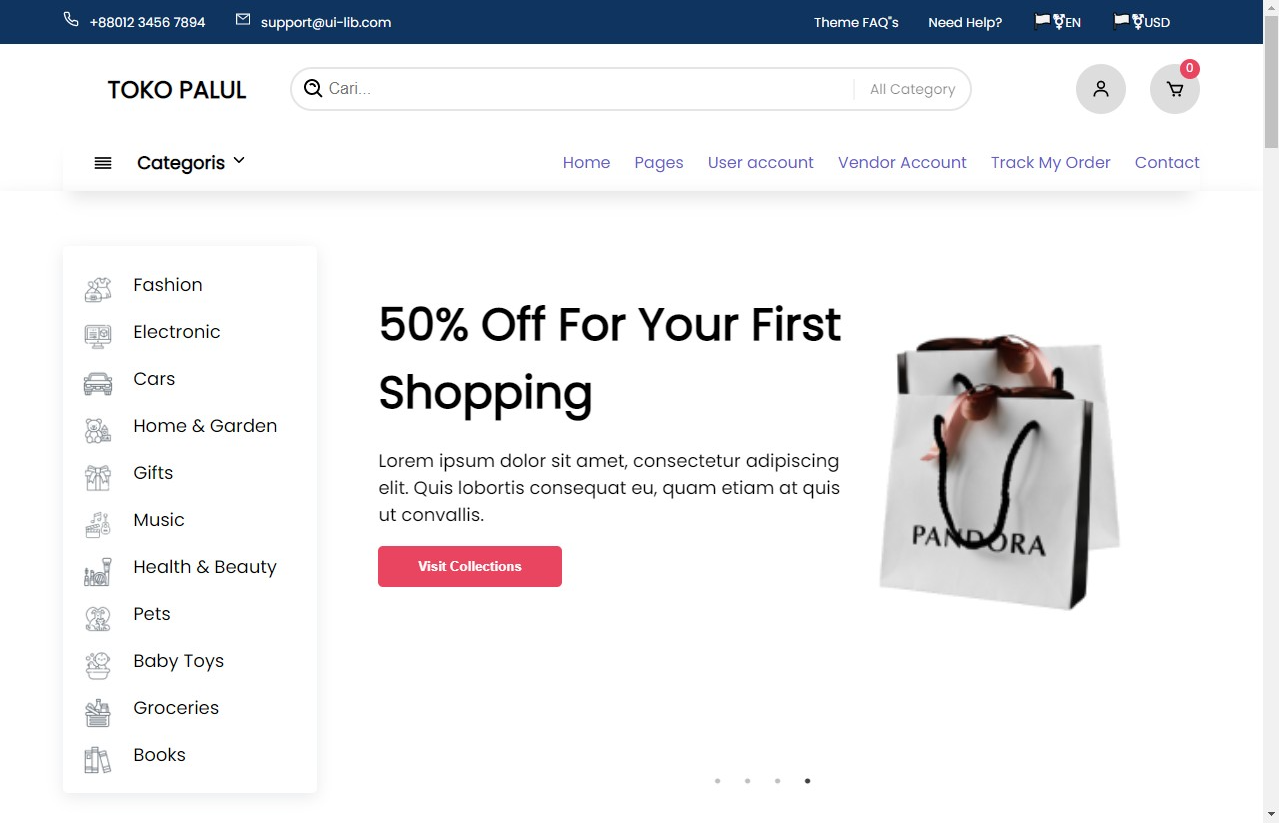 +88012 3456 7894 support@ui-lib.com Theme FAQ"s Need Help? 🏳️⚧EN 🏳️⚧USD
TOKO PALUL Cari... All Category 0
Categoris Home Pages User account Vendor Account Track My Order Contact
Fashion
Electronic
Cars
Home & Garden
Gifts
Music
Health & Beauty
Pets
Baby Toys
Groceries
Books
50% Off For Your First
Shopping
Lorem ipsum dolor sit amet, consectetur adipiscing
elit. Quis lobortis consequat eu, quam etiam at quis
ut convallis.
Visit Collections
PANDORA